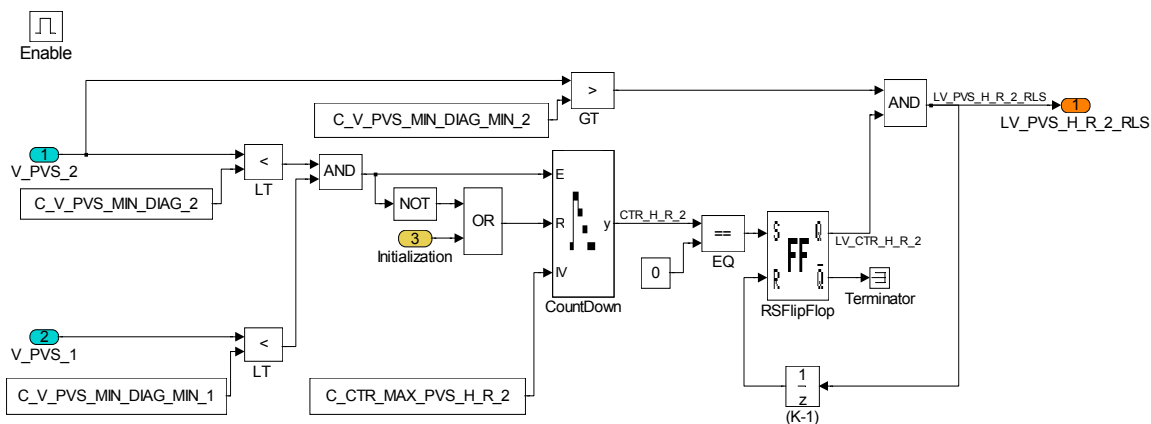 Enable
>
GT
C_V_PVS_MIN_DIAG_MIN_2
AND
LV_PVS_H_R_2_RLS
1
LV_PVS_H_R_2_RLS
1
V_PVS_2
<
LT
C_V_PVS_MIN_DIAG_2
AND
NOT
OR
3
Initialization
E
R
IV
y
CountDown
CTR_H_R_2
0
==
EQ
S
R
Q
Q
FF
RSFlipFlop
LV_CTR_H_R_2
Terminator
2
V_PVS_1
<
LT
C_V_PVS_MIN_DIAG_MIN_1
C_CTR_MAX_PVS_H_R_2
1
z
(K-1)